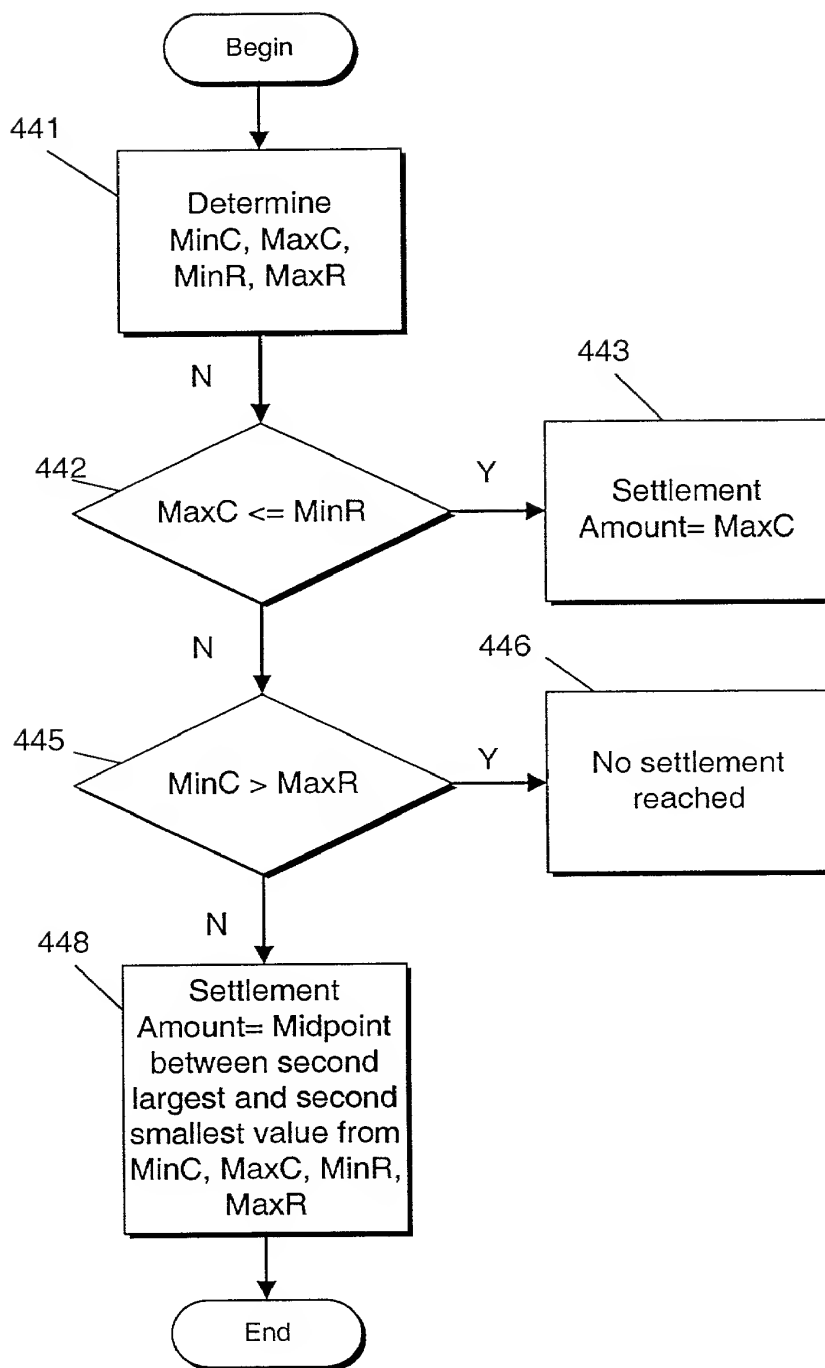 Begin
441
Determine
MinC, MaxC,
MinR, MaxR
N
443
442
MaxC <= MinR
Y
Settlement
Amount= MaxC
N
446
445
MinC > MaxR
Y
No settlement
reached
N
448
Settlement
Amount= Midpoint
between second
largest and second
smallest value from
MinC, MaxC, MinR,
MaxR
End